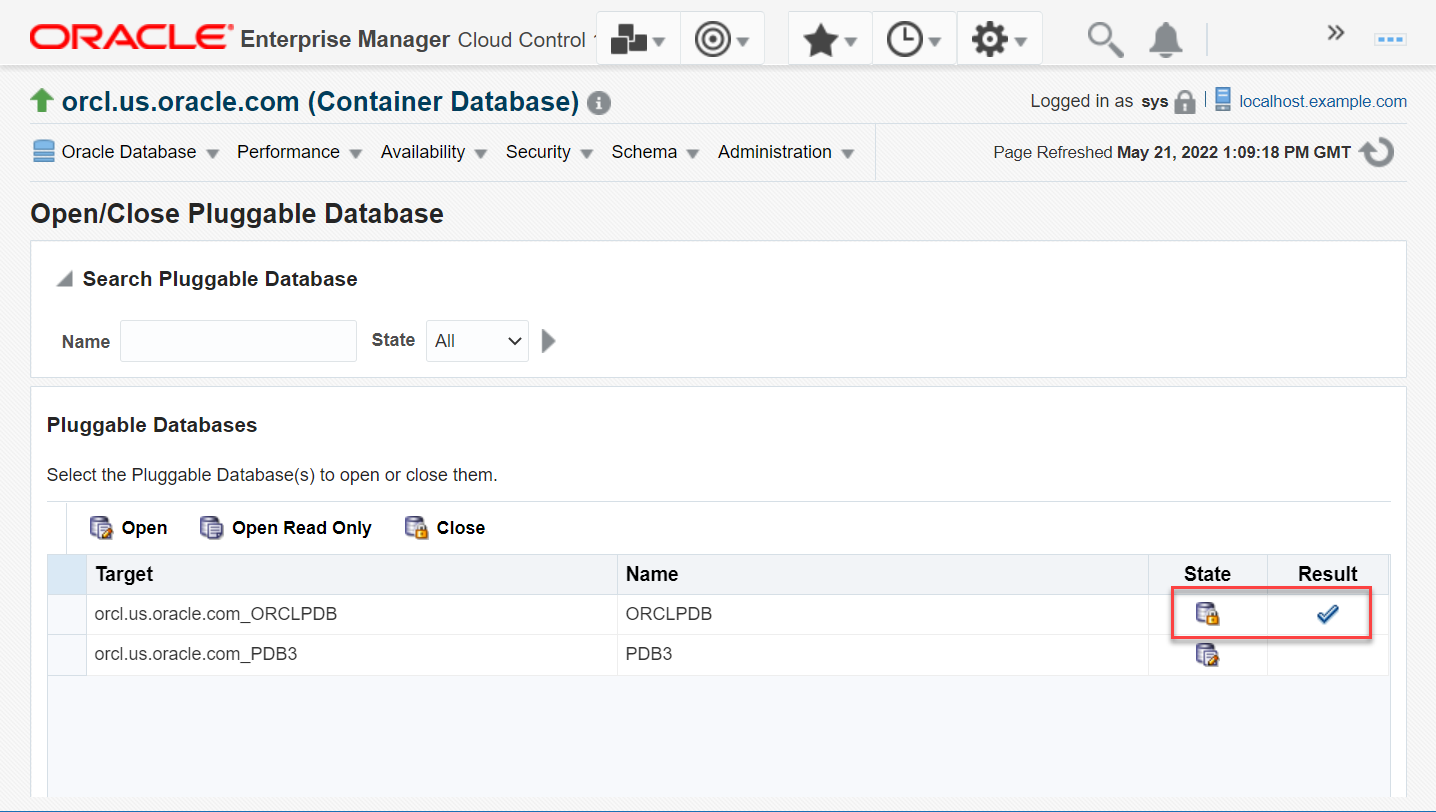 ORACLE® Enterprise Manager Cloud Control
orcl.us.oracle.com (Container Database) Logged in as sys localhost.example.com
Oracle Database Performance Availability Security Schema Administration Page Refreshed May 21, 2022 1:09:18 PM GMT
Open/Close Pluggable Database
Search Pluggable Database
Name State All
Pluggable Databases
Select the Pluggable Database(s) to open or close them.
Open Open Read Only Close
Target Name State Result
orcl.us.oracle.com_ORCLPDB ORCLPDB
orcl.us.oracle.com_PDB3 PDB3